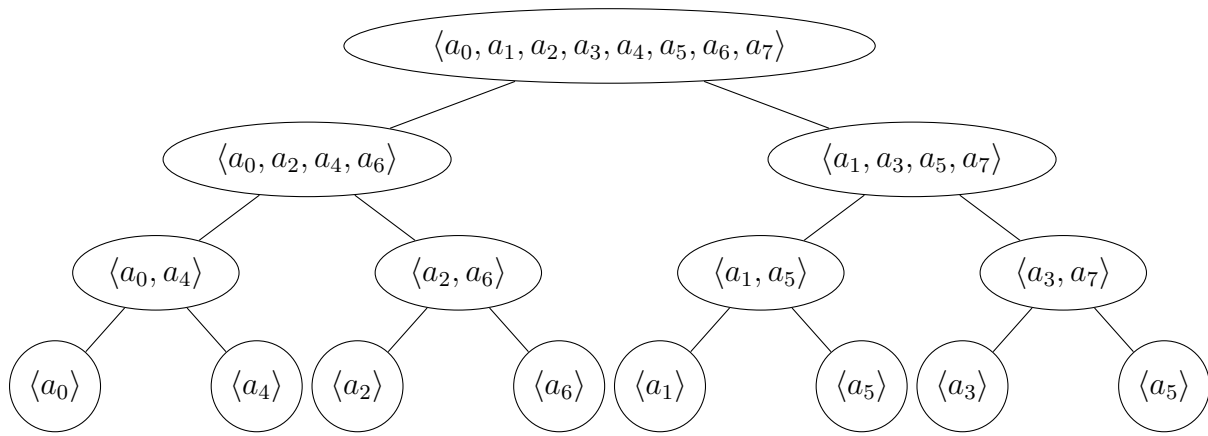 ⟨a₀, a₁, a₂, a₃, a₄, a₅, a₆, a₇⟩
⟨a₀, a₂, a₄, a₆⟩ ⟨a₁, a₃, a₅, a₇⟩
⟨a₀, a₄⟩ ⟨a₂, a₆⟩ ⟨a₁, a₅⟩ ⟨a₃, a₇⟩
⟨a₀⟩ ⟨a₄⟩ ⟨a₂⟩ ⟨a₆⟩ ⟨a₁⟩ ⟨a₅⟩ ⟨a₃⟩ ⟨a₅⟩